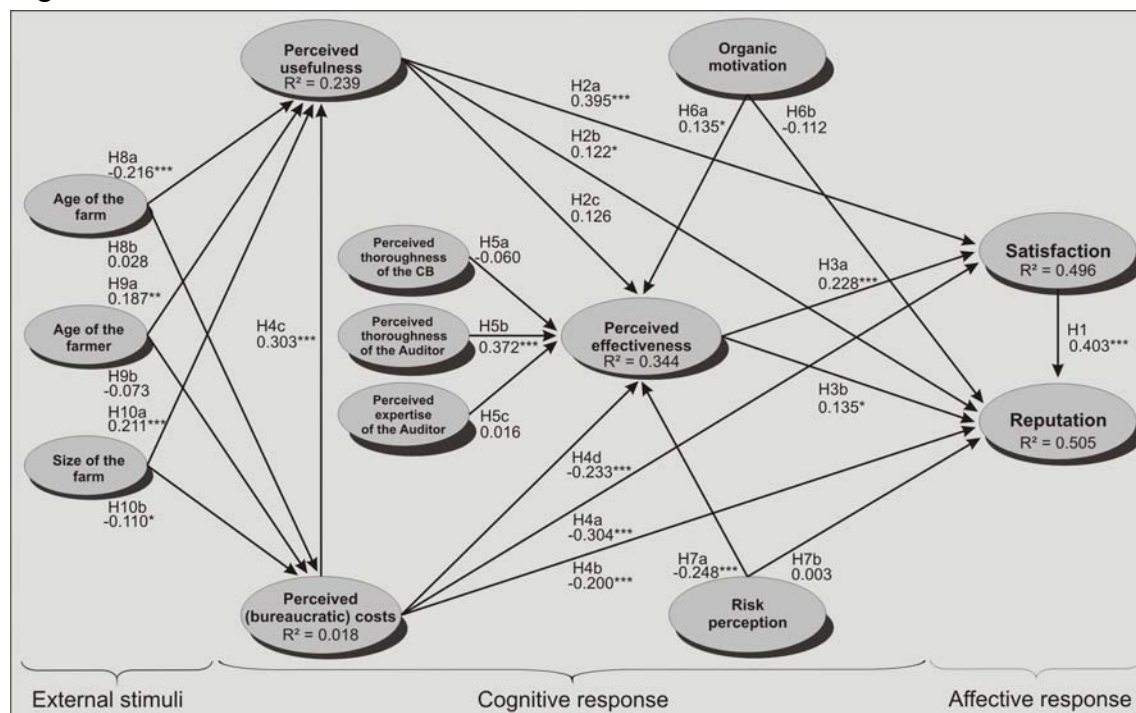 Perceived
usefulness
R² = 0.239
Organic
motivation
H2a
0.395***
H6a
0.135*
H6b
-0.112
H2b
0.122*
H8a
-0.216***
Age of the
farm
H2c
0.126
H8b
0.028
Perceived
thoroughness
of the CB
H5a
-0.060
Satisfaction
R² = 0.496
H3a
0.228***
H9a
0.187**
Age of the
farmer
H4c
0.303***
Perceived
thoroughness
of the Auditor
H5b
0.372***
Perceived
effectiveness
R² = 0.344
H1
0.403***
H9b
-0.073
H3b
0.135*
H10a
0.211***
Perceived
expertise
of the Auditor
H5c
0.016
Reputation
R² = 0.505
Size of the
farm
H4d
-0.233***
H10b
-0.110*
H4a
-0.304***
H4b
-0.200***
H7a
-0.248***
H7b
0.003
Perceived
(bureaucratic) costs
R² = 0.018
Risk
perception
External stimuli
Cognitive response
Affective response